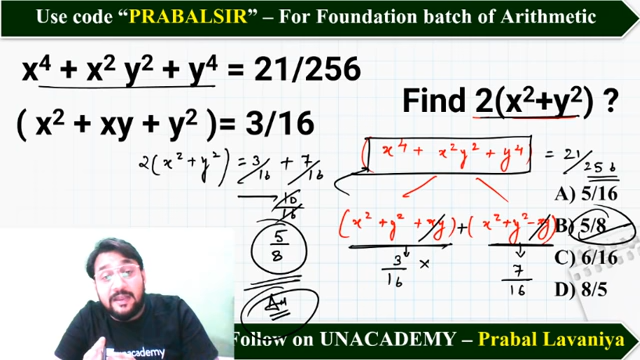 Use code “PRABALSIR” – For Foundation batch of Arithmetic
x⁴ + x² y² + y⁴ = 21/256
( x² + xy + y² )= 3/16
Find 2(x²+y²) ?
2(x² + y²) = 3/16 + 7/16
10/16
5/8
Ans
( x⁴ + x²y² + y⁴ ) = 21/256
(x² + y² + xy) + (x² + y² - xy)
3/16 × 7/16
A) 5/16
B) 5/8
C) 6/16
D) 8/5
unacademy
Follow on UNACADEMY – Prabal Lavaniya